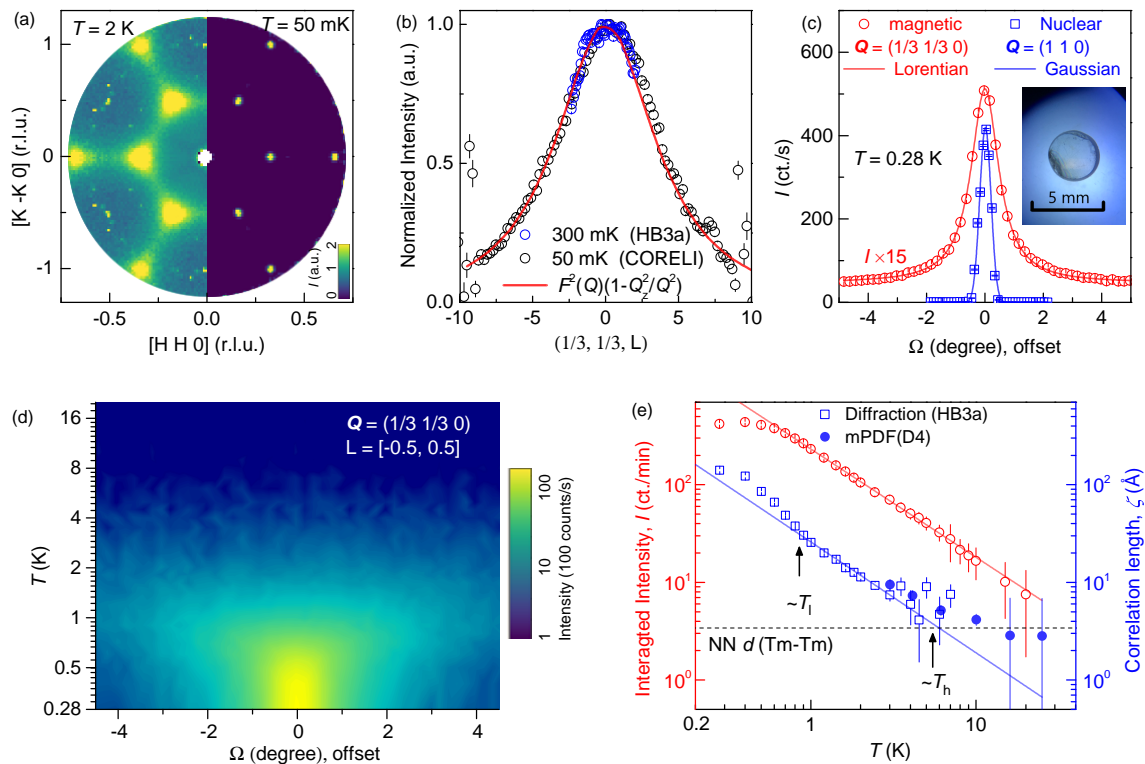 (a)
T = 2 K
T = 50 mK
[K -K 0] (r.l.u.)
1
0
-1
-0.5
0.0
0.5
[H H 0] (r.l.u.)
I (a.u.)
2
1
0
(b)
Normalized Intensity (a.u.)
1.0
0.5
0.0
300 mK (HB3a)
50 mK (CORELI)
F²(Q)(1-Q_z²/Q²)
-10
-5
0
5
10
(1/3, 1/3, L)
(c)
magnetic
Nuclear
Q = (1/3 1/3 0)
Q = (1 1 0)
Lorentian
Gaussian
I (ct./s)
600
400
200
0
T = 0.28 K
5 mm
I ×15
-4
-2
0
2
4
Ω (degree), offset
(d)
Q = (1/3 1/3 0)
L = [-0.5, 0.5]
T (K)
16
8
4
2
1
0.5
0.28
-4
-2
0
2
4
Ω (degree), offset
100
10
1
Intensity (100 counts/s)
(e)
Diffraction (HB3a)
mPDF(D4)
Interagted Intensity, I (ct./min)
10²
10¹
10⁰
~T_l
~T_h
NN d (Tm-Tm)
10²
10¹
10⁰
Correlation length, ζ (Å)
0.2
1
10
40
T (K)